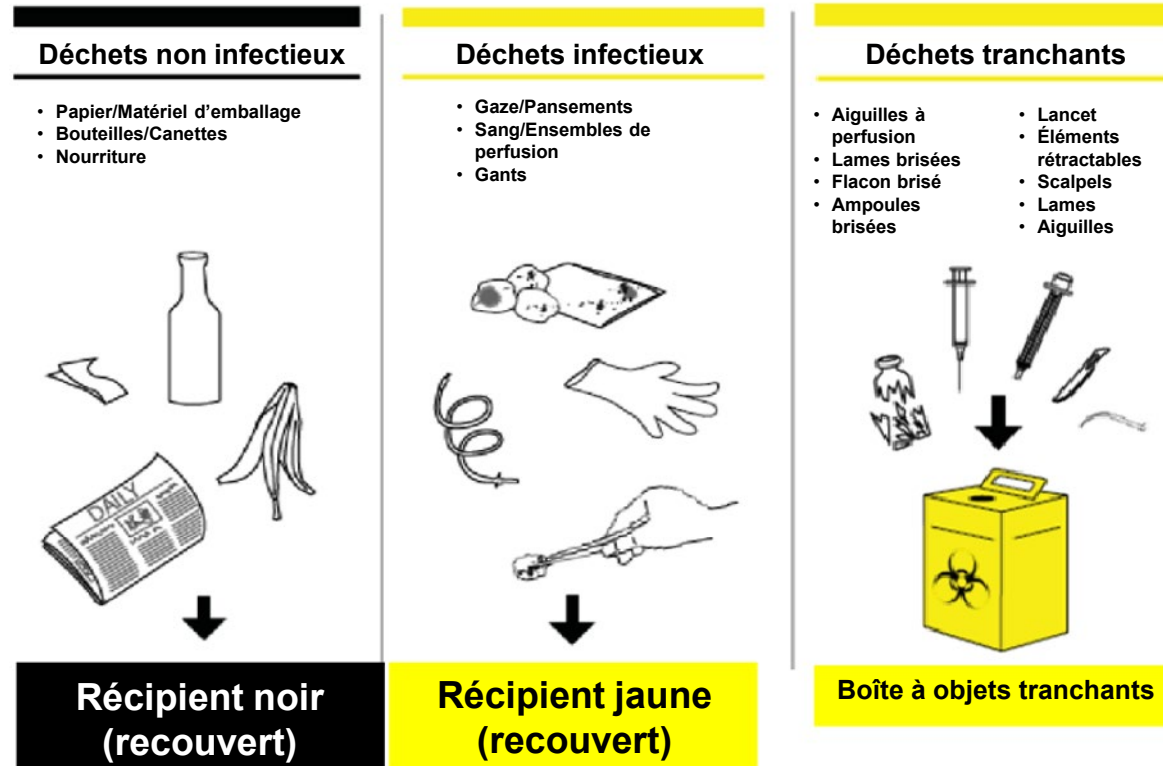 Déchets non infectieux
• Papier/Matériel d'emballage
• Bouteilles/Canettes
• Nourriture
DAILY
Récipient noir
(recouvert)
Déchets infectieux
• Gaze/Pansements
• Sang/Ensembles de
perfusion
• Gants
Récipient jaune
(recouvert)
Déchets tranchants
• Aiguilles à
perfusion
• Lames brisées
• Flacon brisé
• Ampoules
brisées
• Lancet
• Éléments
rétractables
• Scalpels
• Lames
• Aiguilles
Boîte à objets tranchants